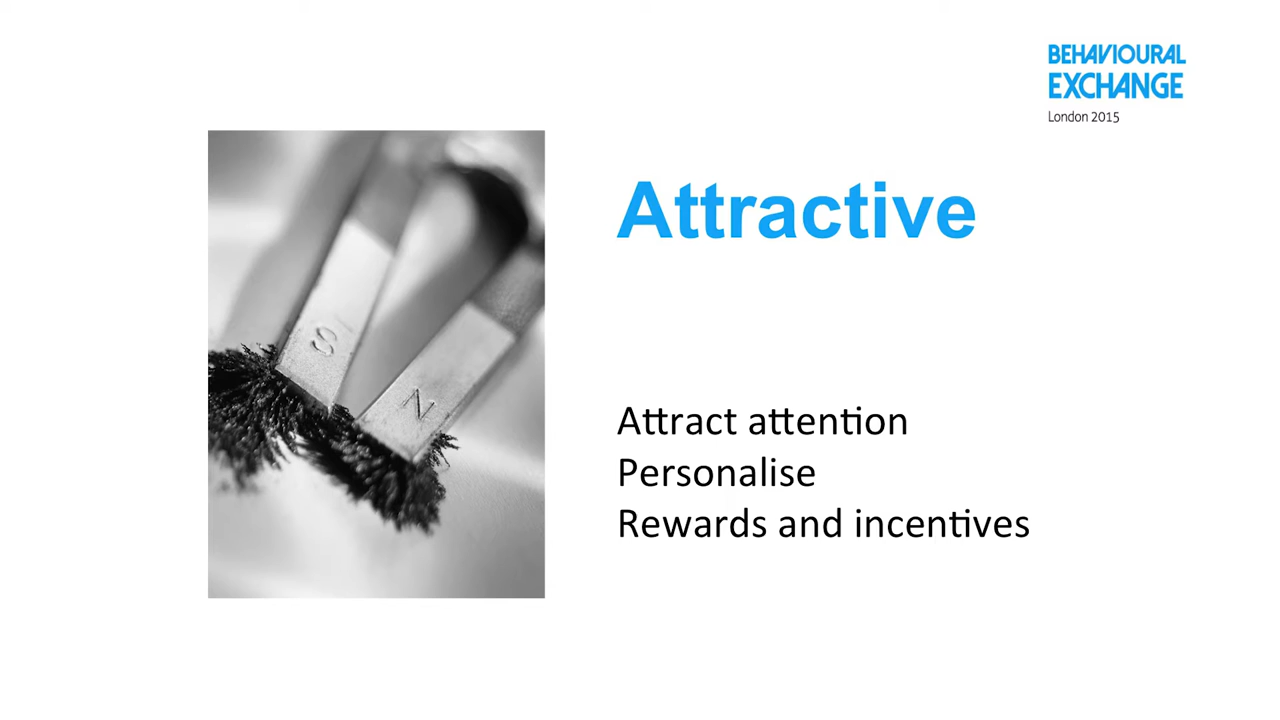 BEHAVIOURAL
EXCHANGE
London 2015
Attractive
S
N
Attract attention
Personalise
Rewards and incentives